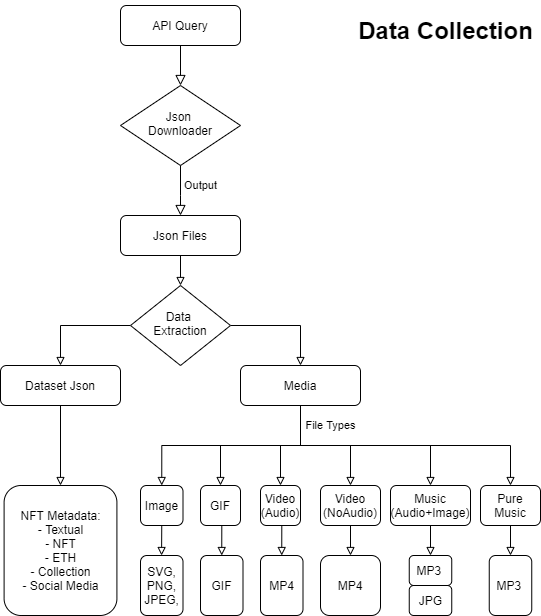 Data Collection
API Query
Json
Downloader
Output
Json Files
Data
Extraction
Dataset Json
Media
File Types
NFT Metadata:
- Textual
- NFT
- ETH
- Collection
- Social Media
Image
GIF
Video
(Audio)
Video
(NoAudio)
Music
(Audio+Image)
Pure
Music
SVG,
PNG,
JPEG,
GIF
MP4
MP4
MP3
JPG
MP3